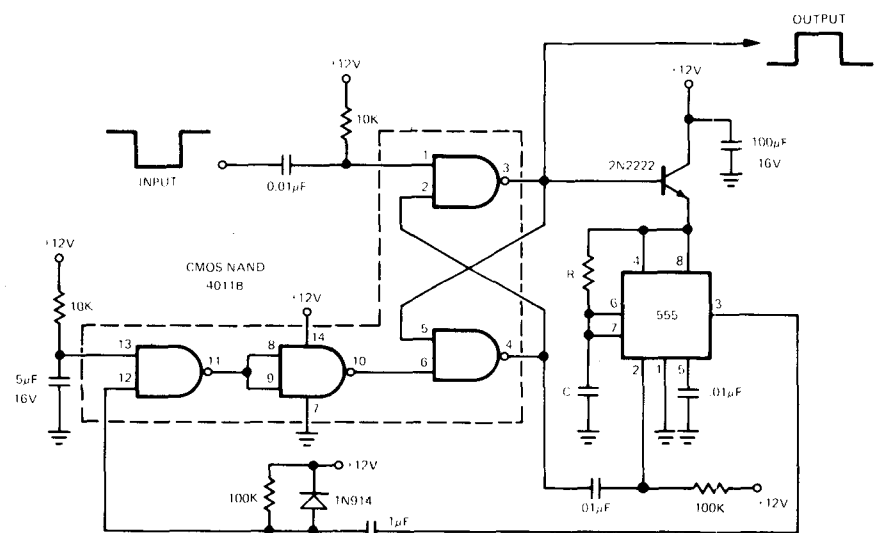 OUTPUT
+12V
+12V
10K
1
3
2
100µF
16V
2N2222
INPUT
0.01µF
+12V
CMOS NAND
4011B
+12V
10K
R
4
8
6
7
555
3
5
4
6
13
11
12
14
8
9
10
7
5µF
16V
C
2
1
5
.01µF
+12V
100K
1N914
.1µF
.01µF
100K
+12V